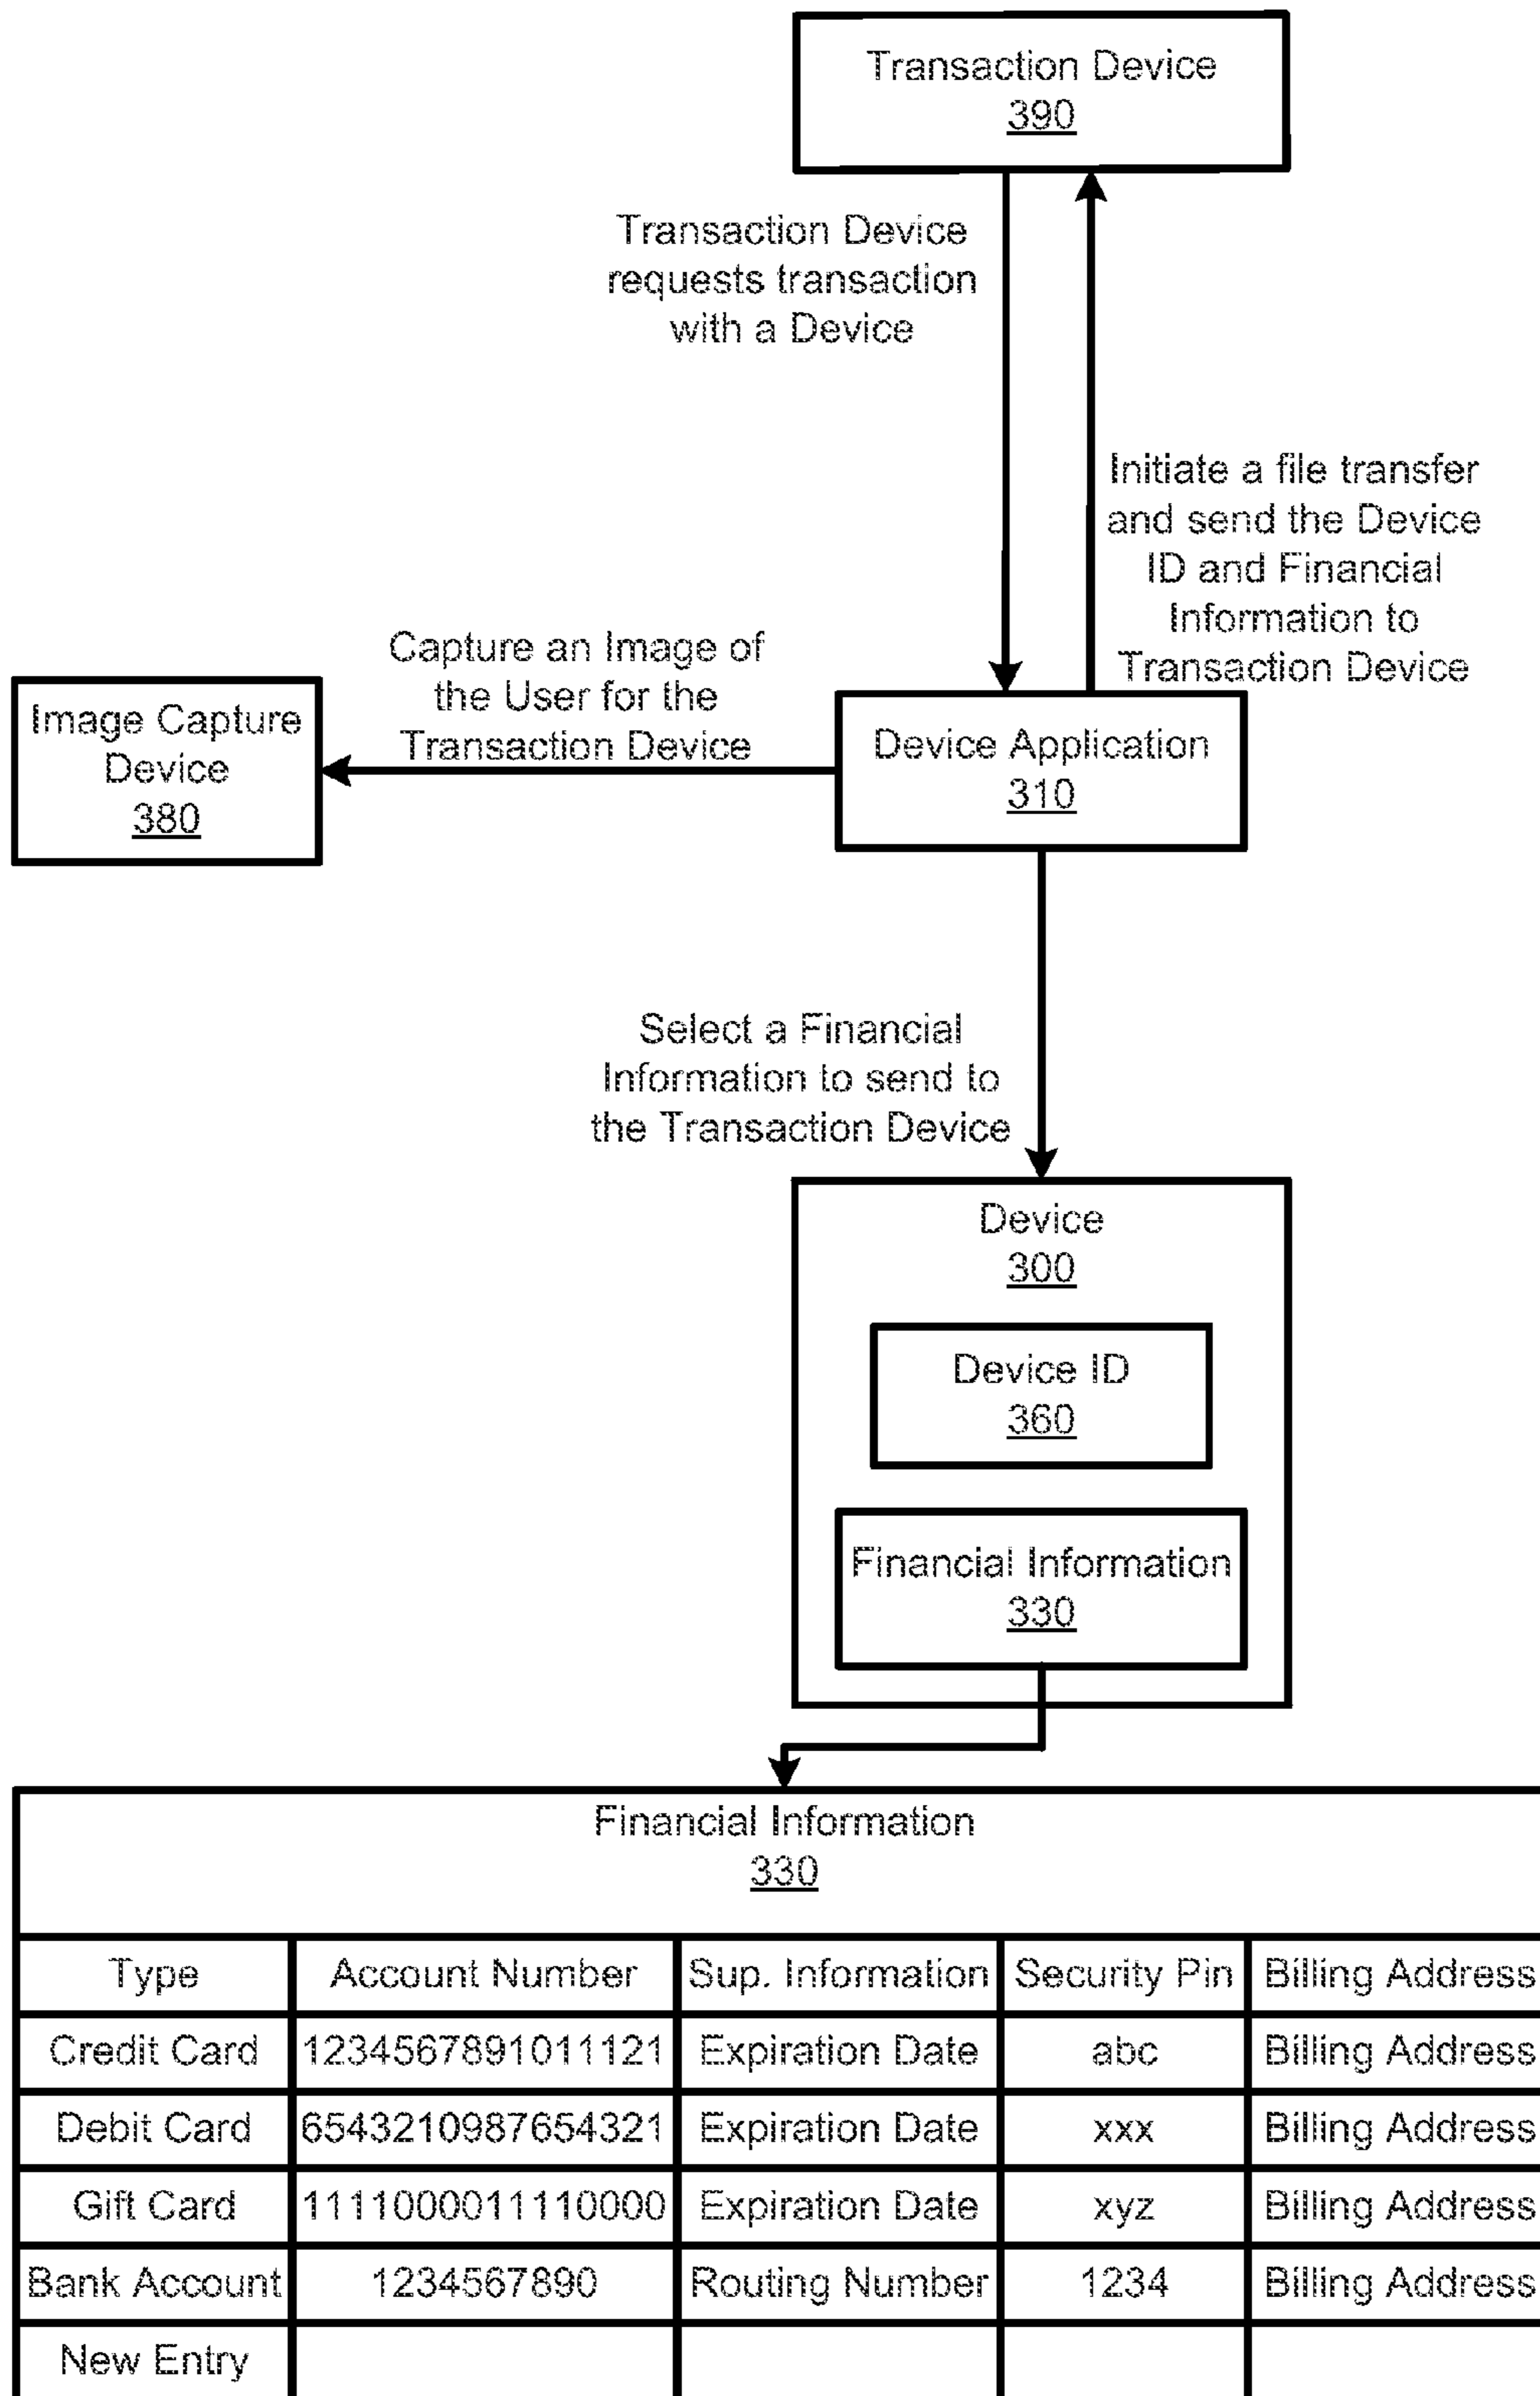 Transaction Device
390
Transaction Device
requests transaction
with a Device
Initiate a file transfer
and send the Device
ID and Financial
Information to
Transaction Device
Capture an Image of
the User for the
Transaction Device
Image Capture
Device
380
Device Application
310
Select a Financial
Information to send to
the Transaction Device
Device
300
Device ID
360
Financial Information
330
Financial Information
330
Type Account Number Sup. Information Security Pin Billing Address
Credit Card 1234567891011121 Expiration Date abc Billing Address
Debit Card 6543210987654321 Expiration Date xxx Billing Address
Gift Card 1111000011110000 Expiration Date xyz Billing Address
Bank Account 1234567890 Routing Number 1234 Billing Address
New Entry